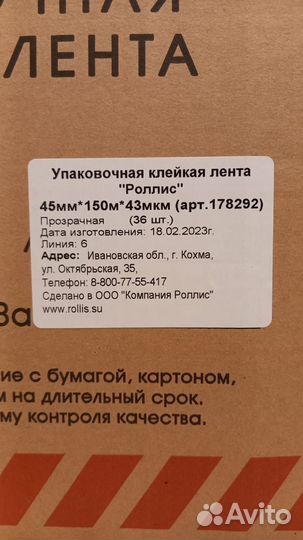 ЛЕНТА
Упаковочная клейкая лента
"Роллис"
45мм*150м*43мкм (арт.178292)
Прозрачная (36 шт.)
Дата изготовления: 18.02.2023г.
Линия: 6
Адрес: Ивановская обл., г. Кохма,
ул. Октябрьская, 35,
Телефон: 8-800-77-55-417
Сделано в ООО "Компания Роллис"
www.rollis.su
ие с бумагой, картоном,
м на длительный срок.
му контроля качества.
Avito